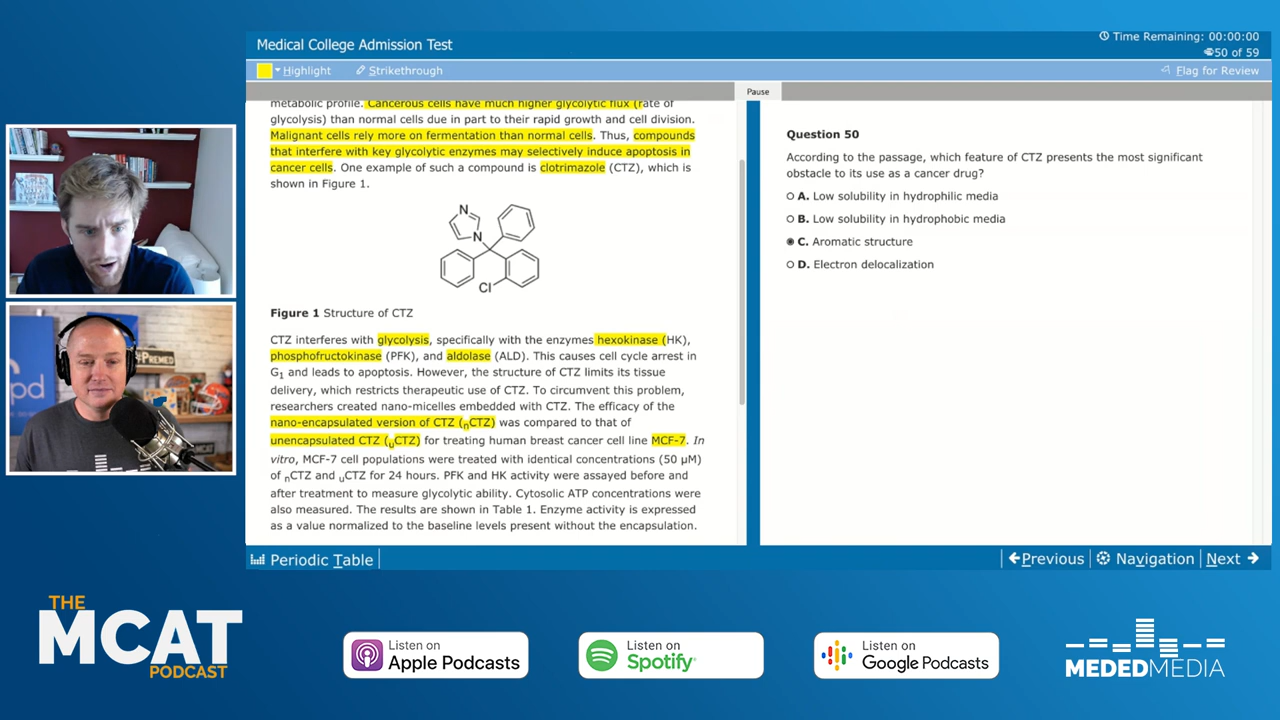 Medical College Admission Test
Time Remaining: 00:00:00
50 of 59
Highlight
Strikethrough
Flag for Review
Pause
metabolic profile. Cancerous cells have much higher glycolytic flux (rate of
glycolysis) than normal cells due in part to their rapid growth and cell division.
Malignant cells rely more on fermentation than normal cells. Thus, compounds
that interfere with key glycolytic enzymes may selectively induce apoptosis in
cancer cells. One example of such a compound is clotrimazole (CTZ), which is
shown in Figure 1.
N
N
Cl
Figure 1 Structure of CTZ
CTZ interferes with glycolysis, specifically with the enzymes hexokinase (HK),
phosphofructokinase (PFK), and aldolase (ALD). This causes cell cycle arrest in
G1 and leads to apoptosis. However, the structure of CTZ limits its tissue
delivery, which restricts therapeutic use of CTZ. To circumvent this problem,
researchers created nano-micelles embedded with CTZ. The efficacy of the
nano-encapsulated version of CTZ (nCTZ) was compared to that of
unencapsulated CTZ (uCTZ) for treating human breast cancer cell line MCF-7. In
vitro, MCF-7 cell populations were treated with identical concentrations (50 µM)
of nCTZ and uCTZ for 24 hours. PFK and HK activity were assayed before and
after treatment to measure glycolytic ability. Cytosolic ATP concentrations were
also measured. The results are shown in Table 1. Enzyme activity is expressed
as a value normalized to the baseline levels present without the encapsulation.
Question 50
According to the passage, which feature of CTZ presents the most significant
obstacle to its use as a cancer drug?
A. Low solubility in hydrophilic media
B. Low solubility in hydrophobic media
C. Aromatic structure
D. Electron delocalization
Periodic Table
Previous
Navigation
Next
THE
MCAT
PODCAST
Listen on
Apple Podcasts
Listen on
Spotify
Listen on
Google Podcasts
MEDEDMEDIA